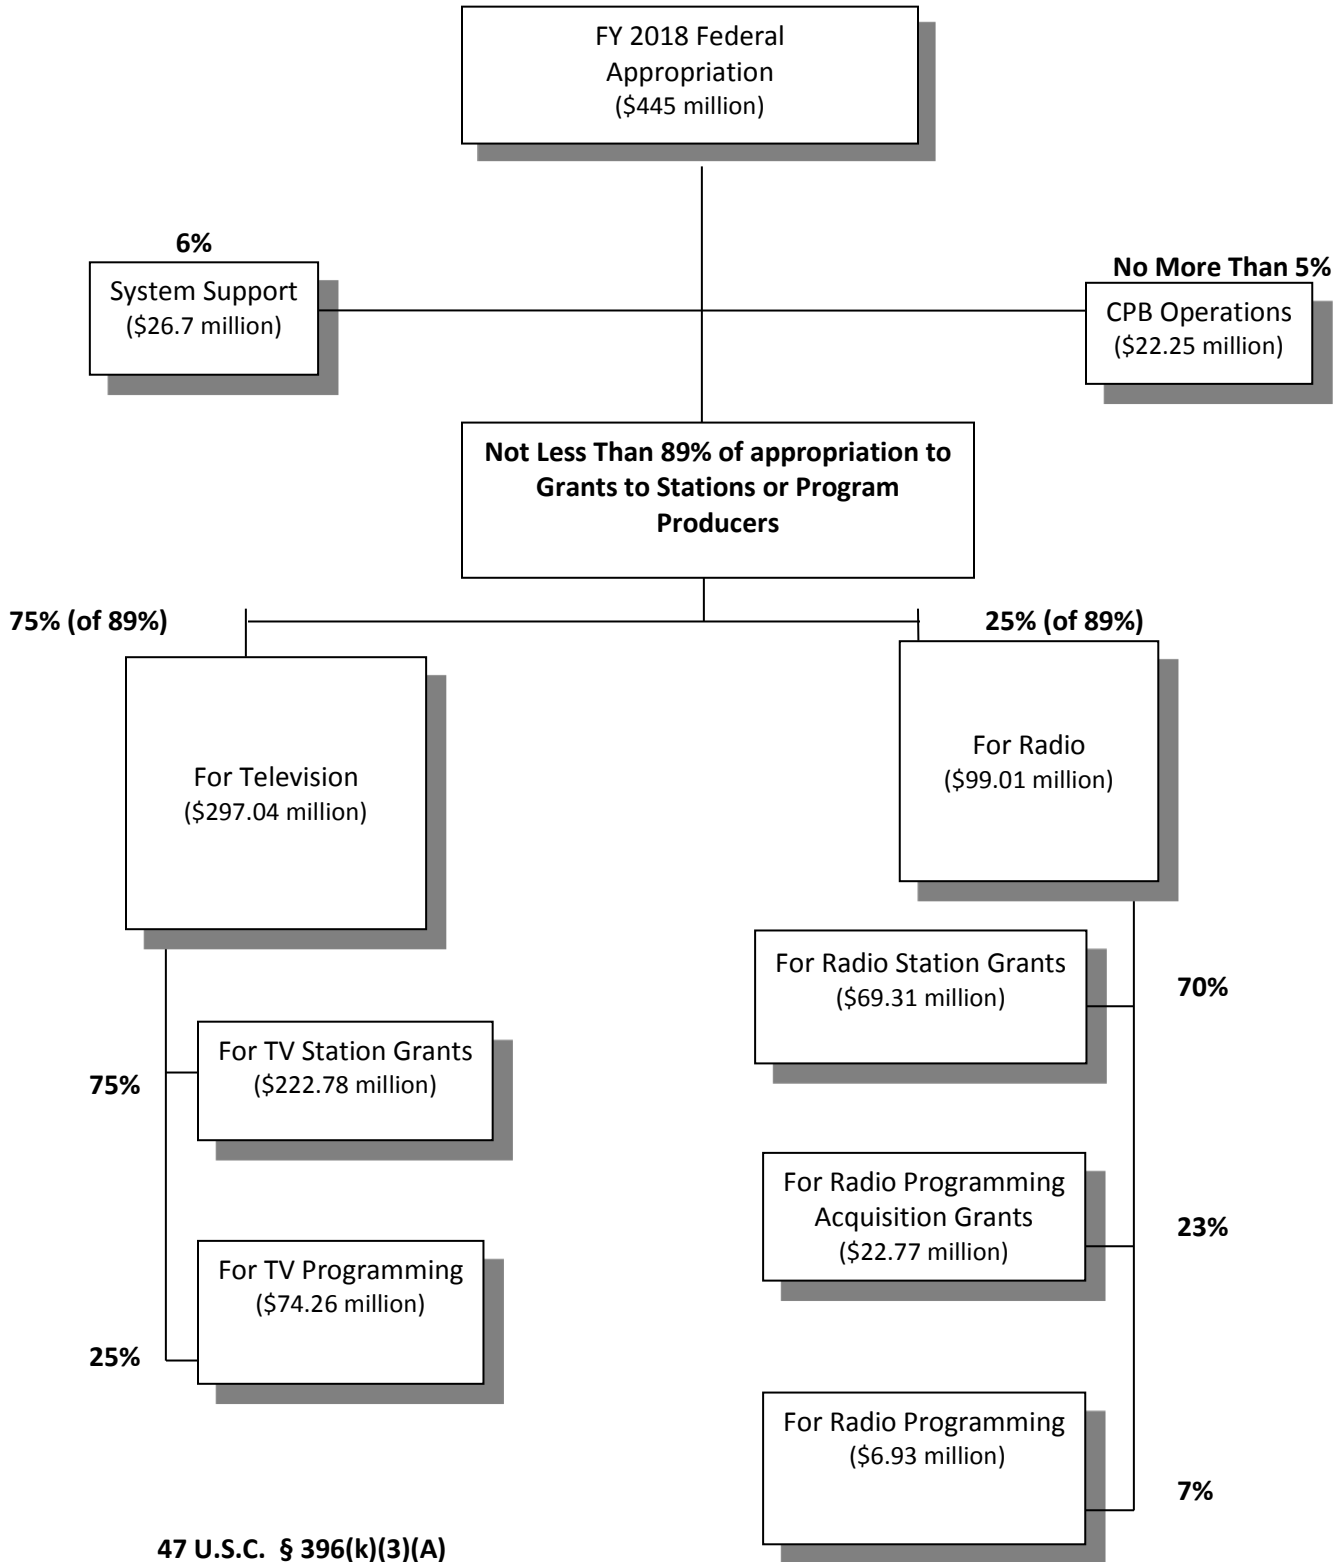 FY 2018 Federal
Appropriation
($445 million)
6%
System Support
($26.7 million)
No More Than 5%
CPB Operations
($22.25 million)
Not Less Than 89% of appropriation to
Grants to Stations or Program
Producers
75% (of 89%)
25% (of 89%)
For Television
($297.04 million)
For Radio
($99.01 million)
For TV Station Grants
($222.78 million)
75%
For TV Programming
($74.26 million)
25%
For Radio Station Grants
($69.31 million)
70%
For Radio Programming
Acquisition Grants
($22.77 million)
23%
For Radio Programming
($6.93 million)
7%
47 U.S.C. § 396(k)(3)(A)